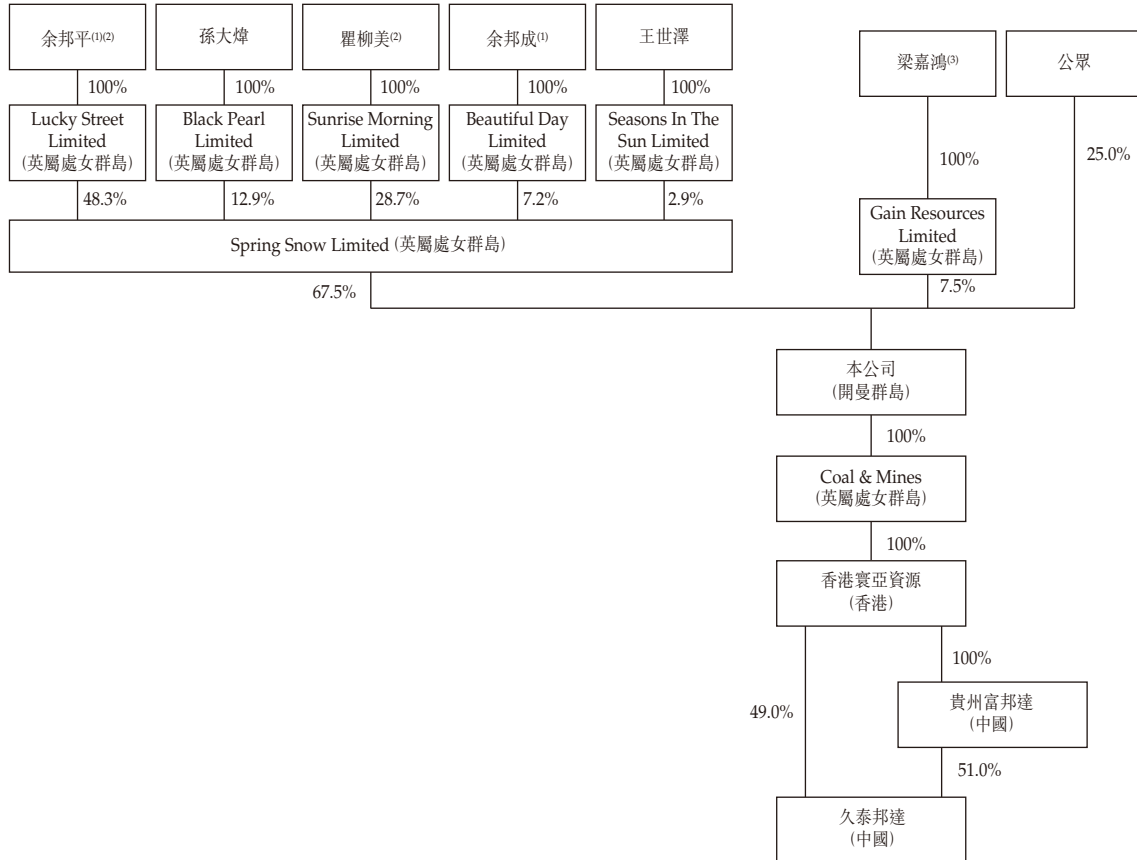 余邦平(1)(2)
孫大煒
瞿柳美(2)
余邦成(1)
王世澤
梁嘉鴻(3)
公眾
100%
100%
100%
100%
100%
Lucky Street
Limited
(英屬處女群島)
Black Pearl
Limited
(英屬處女群島)
Sunrise Morning
Limited
(英屬處女群島)
Beautiful Day
Limited
(英屬處女群島)
Seasons In The
Sun Limited
(英屬處女群島)
100%
25.0%
48.3%
12.9%
28.7%
7.2%
2.9%
Gain Resources
Limited
(英屬處女群島)
Spring Snow Limited (英屬處女群島)
67.5%
7.5%
本公司
(開曼群島)
100%
Coal & Mines
(英屬處女群島)
100%
香港寰亞資源
(香港)
100%
49.0%
貴州富邦達
(中國)
51.0%
久泰邦達
(中國)